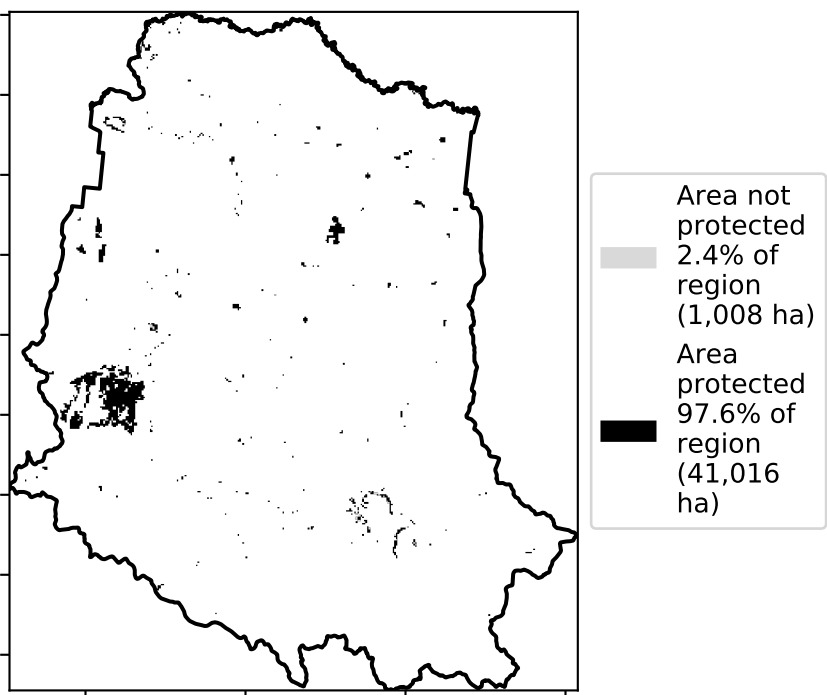 Area not
protected
2.4% of
region
(1,008 ha)
Area
protected
97.6% of
region
(41,016
ha)